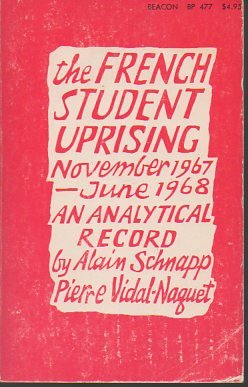 BEACON BP 477 $4.95
the FRENCH
STUDENT
UPRISING
November 1967
—June 1968
AN ANALYTICAL
RECORD
by Alain Schnapp
Pierre Vidal-Naquet